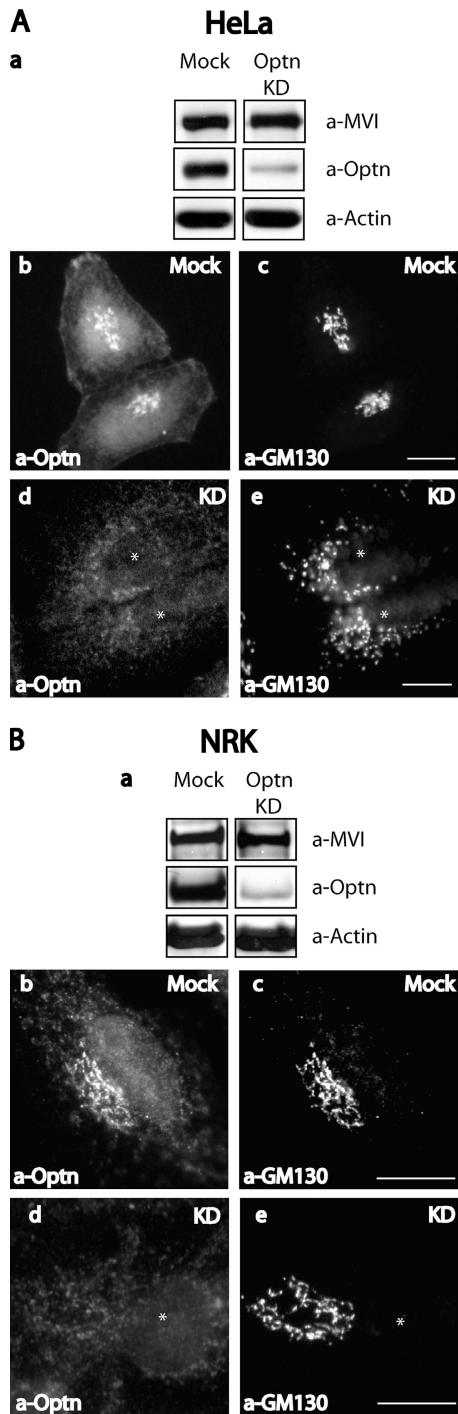 A HeLa
a
Mock Optn
KD
a-MVI
a-Optn
a-Actin
b Mock
a-Optn
c Mock
a-GM130
d KD
*
*
a-Optn
e KD
*
*
a-GM130
B NRK
a Mock Optn
KD
a-MVI
a-Optn
a-Actin
b Mock
a-Optn
c Mock
a-GM130
d KD
*
a-Optn
e KD
*
a-GM130